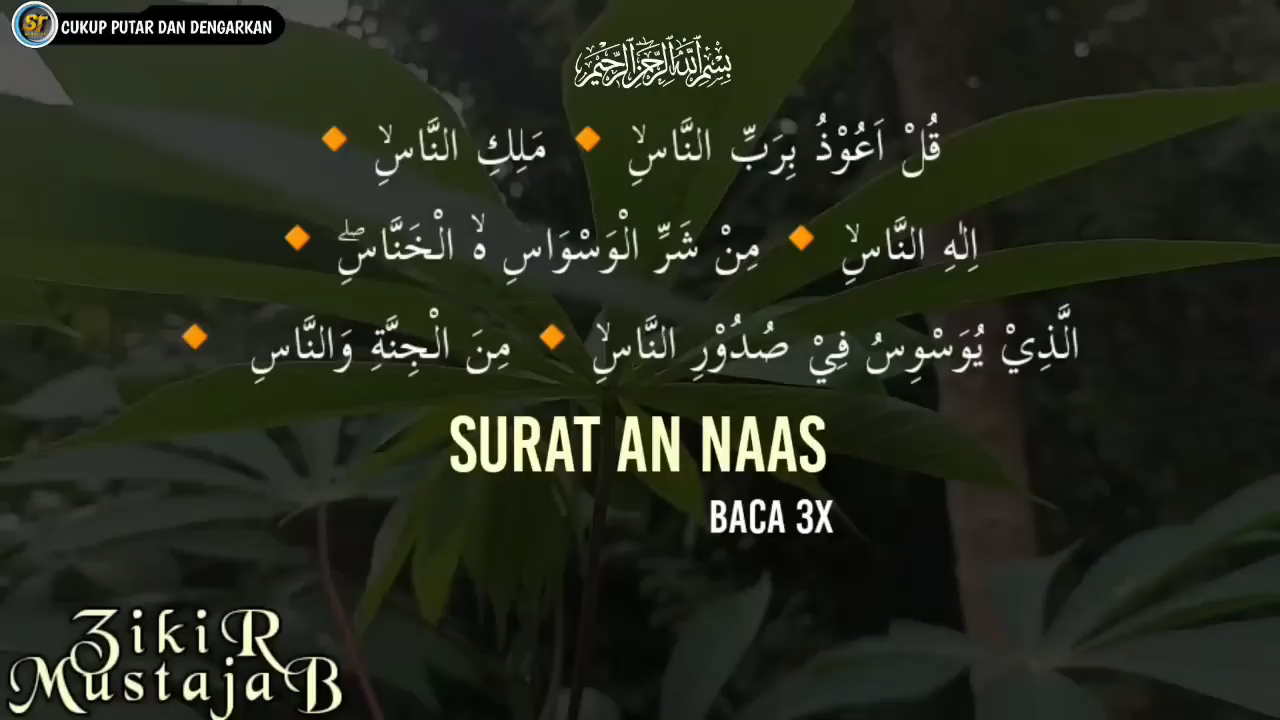 CUKUP PUTAR DAN DENGARKAN
بِسْمِ اللّٰهِ الرَّحْمٰنِ الرَّحِيْمِ
قُلْ اَعُوْذُ بِرَبِّ النَّاسِۙ 🔸 مَلِكِ النَّاسِۙ 🔸
اِلٰهِ النَّاسِۙ 🔸 مِنْ شَرِّ الْوَسْوَاسِ ەۙ الْخَنَّاسِۖ 🔸
الَّذِيْ يُوَسْوِسُ فِيْ صُدُوْرِ النَّاسِۙ 🔸 مِنَ الْجِنَّةِ وَالنَّاسِ 🔸
SURAT AN NAAS
BACA 3X
ZikiR
MustajaB